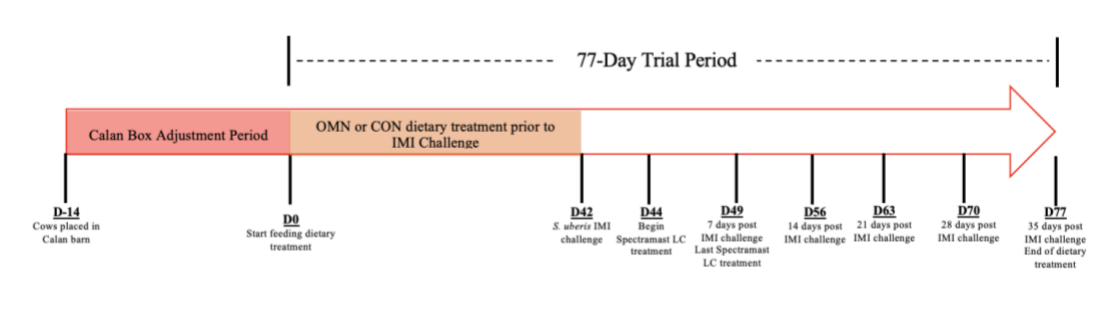 77-Day Trial Period
Calan Box Adjustment Period
OMN or CON dietary treatment prior to
IMI Challenge
D-14
Cows placed in
Calan barn
D0
Start feeding dietary
treatment
D42
S. uberis IMI
challenge
D44
Begin
Spectramast LC
treatment
D49
7 days post
IMI challenge
Last Spectramast
LC treatment
D56
14 days post
IMI challenge
D63
21 days post
IMI challenge
D70
28 days post
IMI challenge
D77
35 days post
IMI challenge
End of dietary
treatment